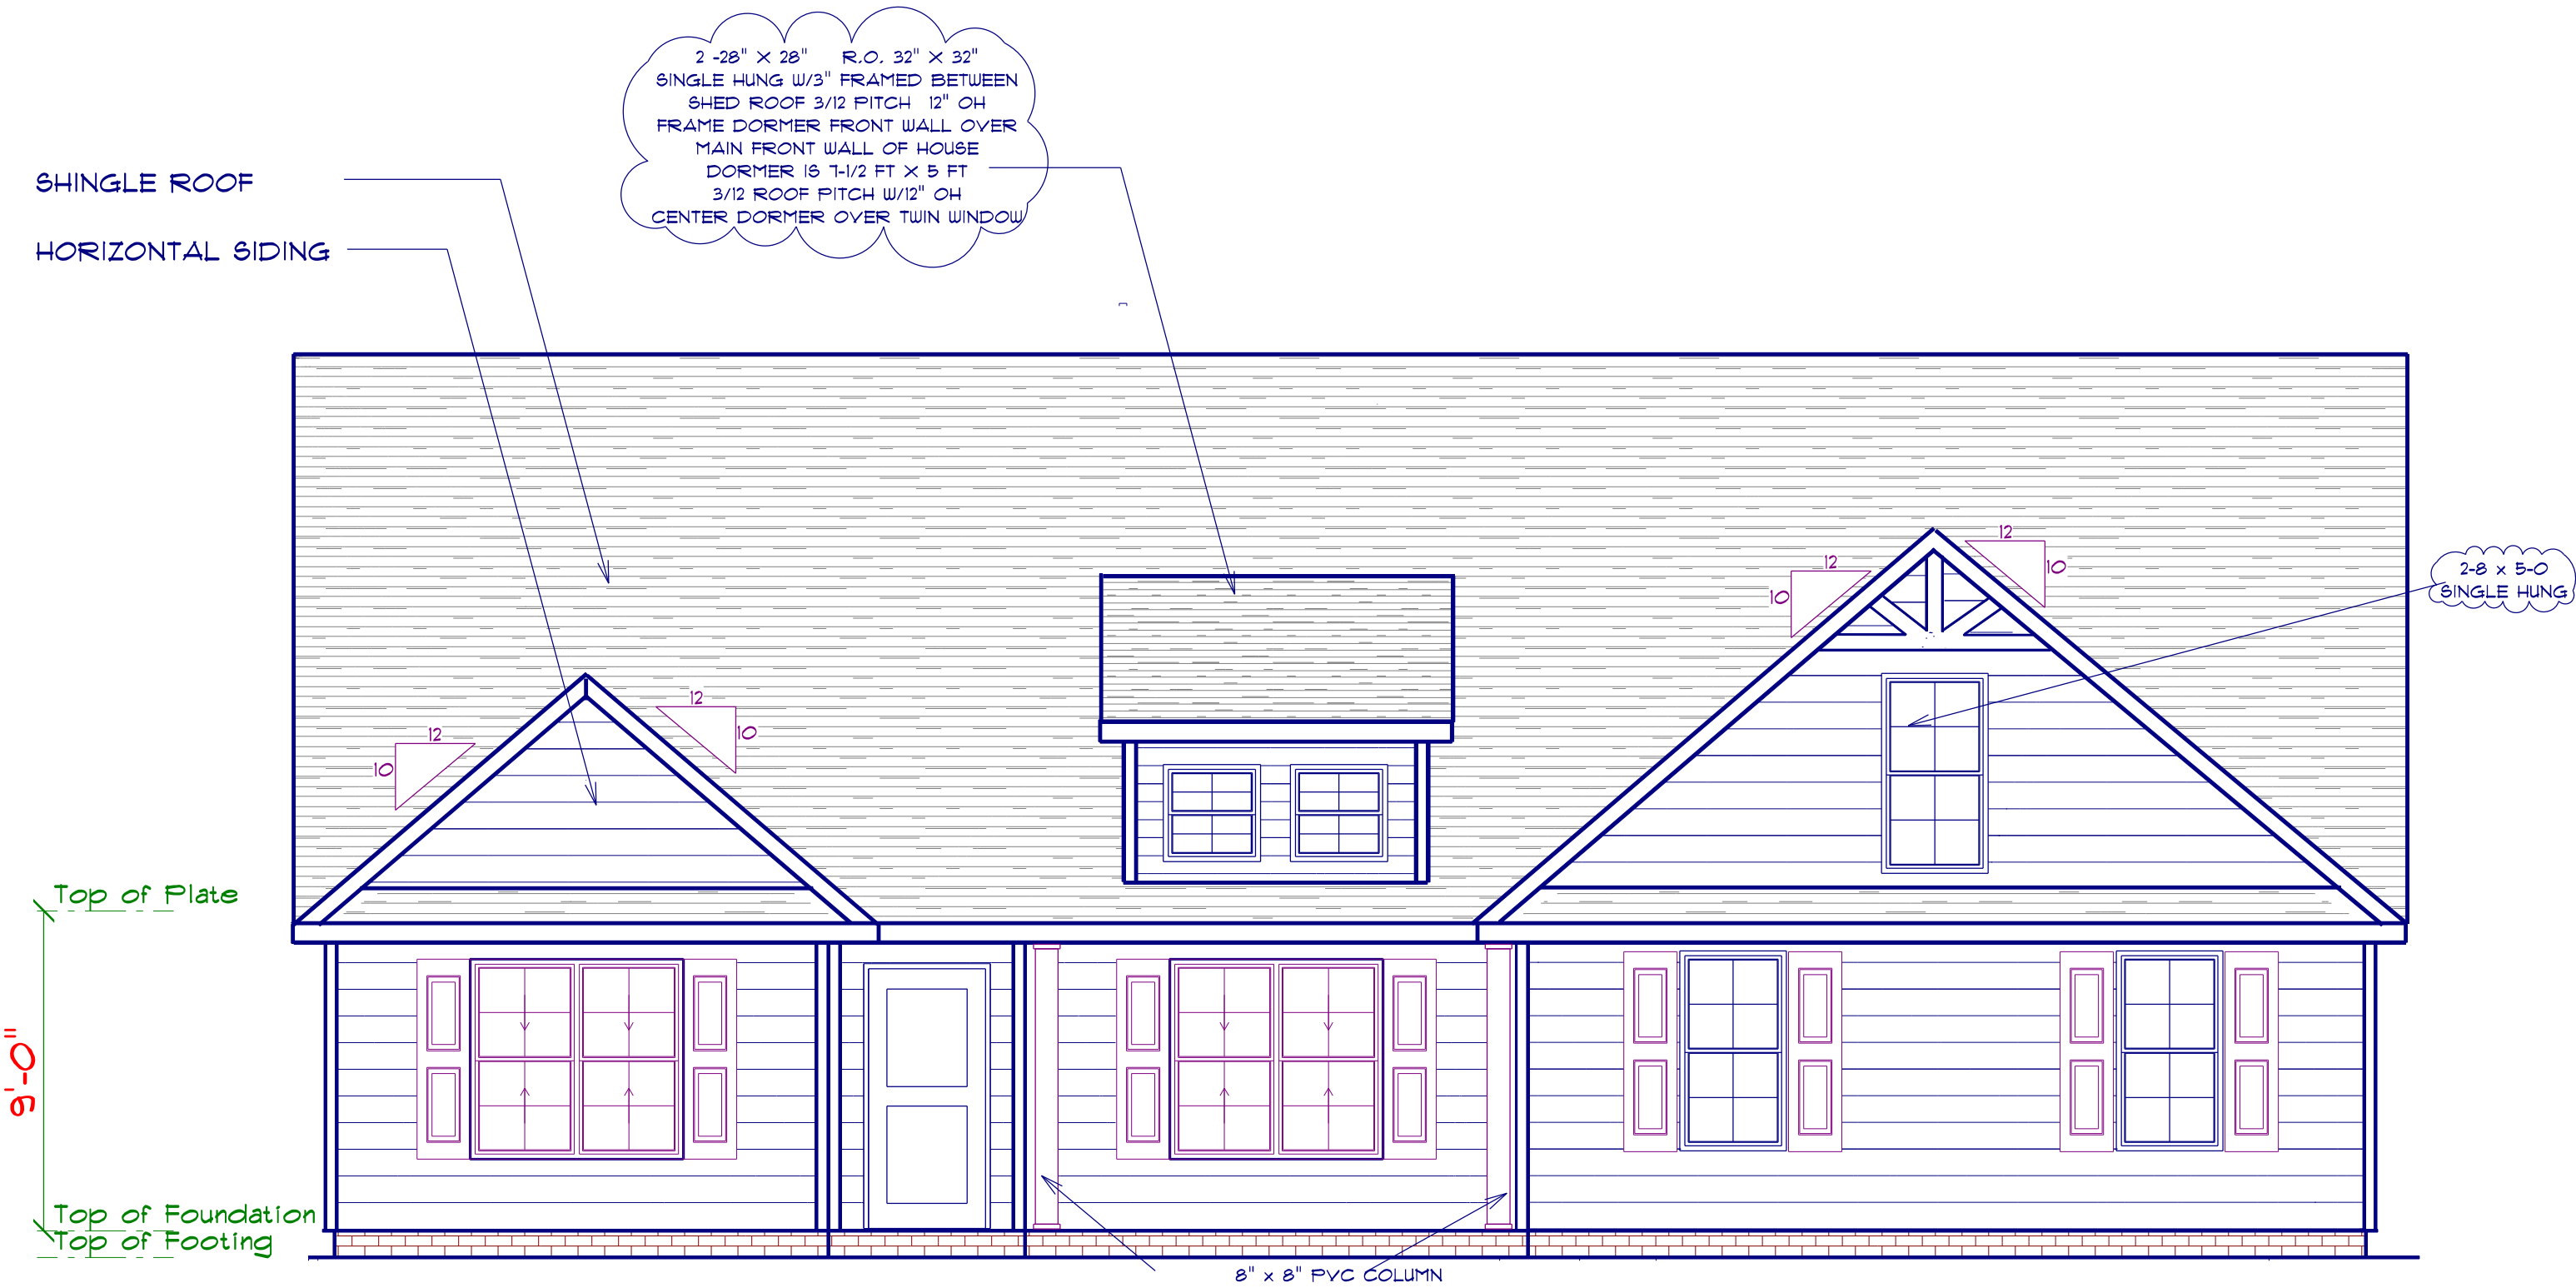 2 -28" X 28"    R.O. 32" X 32"
SINGLE HUNG W/3" FRAMED BETWEEN
SHED ROOF 3/12 PITCH  12" OH
FRAME DORMER FRONT WALL OVER
MAIN FRONT WALL OF HOUSE
DORMER IS 7-1/2 FT X 5 FT
3/12 ROOF PITCH W/12" OH
CENTER DORMER OVER TWIN WINDOW
SHINGLE ROOF
HORIZONTAL SIDING
12
10
12
10
2-8 x 5-0
SINGLE HUNG
12
10
12
10
Top of Plate
9'-0"
Top of Foundation
Top of Footing
8" x 8" PVC COLUMN